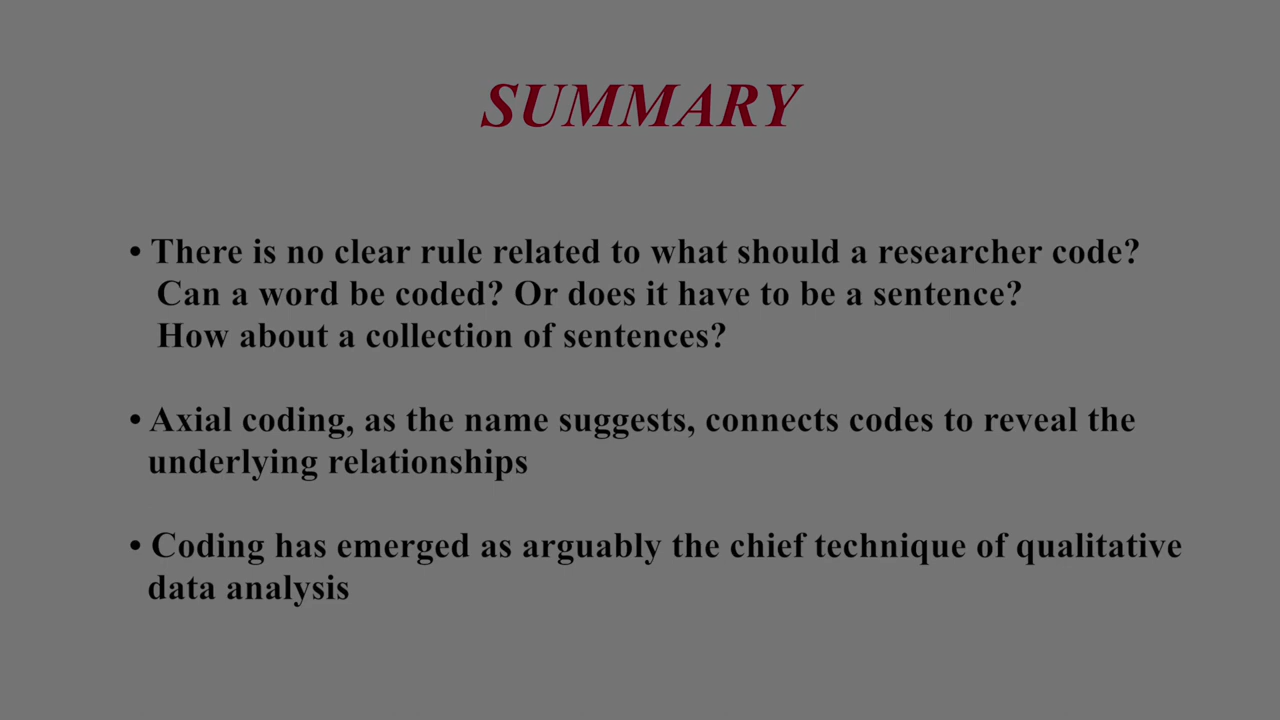 SUMMARY
• There is no clear rule related to what should a researcher code?
Can a word be coded? Or does it have to be a sentence?
How about a collection of sentences?
• Axial coding, as the name suggests, connects codes to reveal the
underlying relationships
• Coding has emerged as arguably the chief technique of qualitative
data analysis